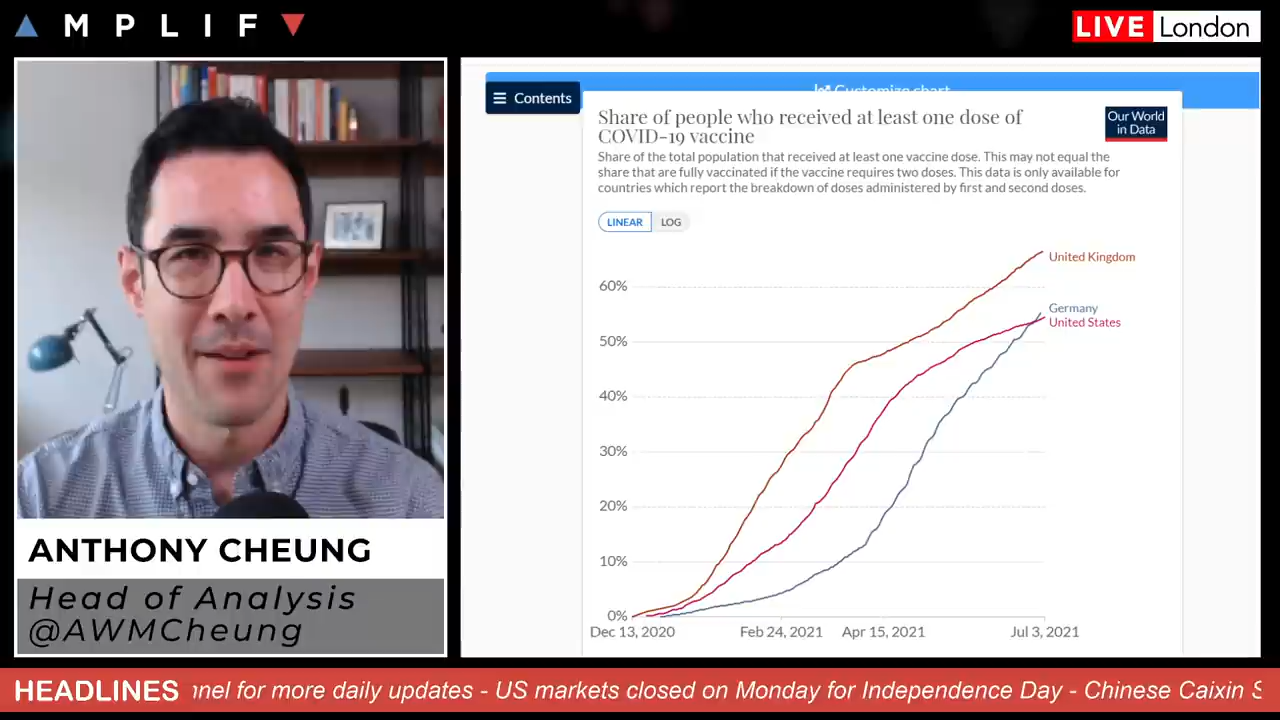 AMPLIFY
LIVE London
Contents
Customize chart
Share of people who received at least one dose of
COVID-19 vaccine
Our World
in Data
Share of the total population that received at least one vaccine dose. This may not equal the
share that are fully vaccinated if the vaccine requires two doses. This data is only available for
countries which report the breakdown of doses administered by first and second doses.
LINEAR LOG
United Kingdom
60%
Germany
United States
50%
40%
30%
20%
10%
0%
Dec 13, 2020 Feb 24, 2021 Apr 15, 2021 Jul 3, 2021
ANTHONY CHEUNG
Head of Analysis
@AWMCheung
HEADLINES for more daily updates - US markets closed on Monday for Independence Day - Chinese Caixin